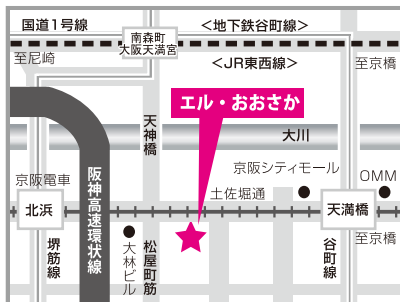 国道1号線
<地下鉄谷町線>
南森町
大阪天満宮
至尼崎
<JR東西線>
至京橋
エル・おおさか
天神橋
大川
京阪シティモール
OMM
京阪電車
土佐堀通
北浜
天満橋
阪神高速環状線
至京橋
堺筋線
大林ビル
松屋町筋
谷町線